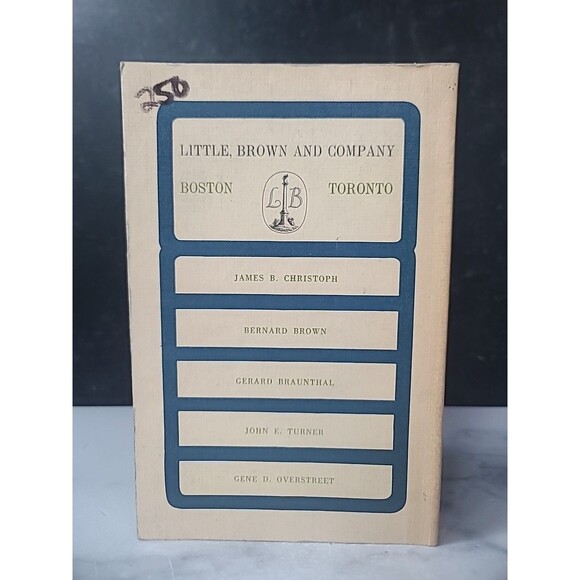 250
LITTLE, BROWN AND COMPANY
BOSTON LB TORONTO
JAMES B. CHRISTOPH
BERNARD BROWN
GERARD BRAUNTHAL
JOHN E. TURNER
GENE D. OVERSTREET